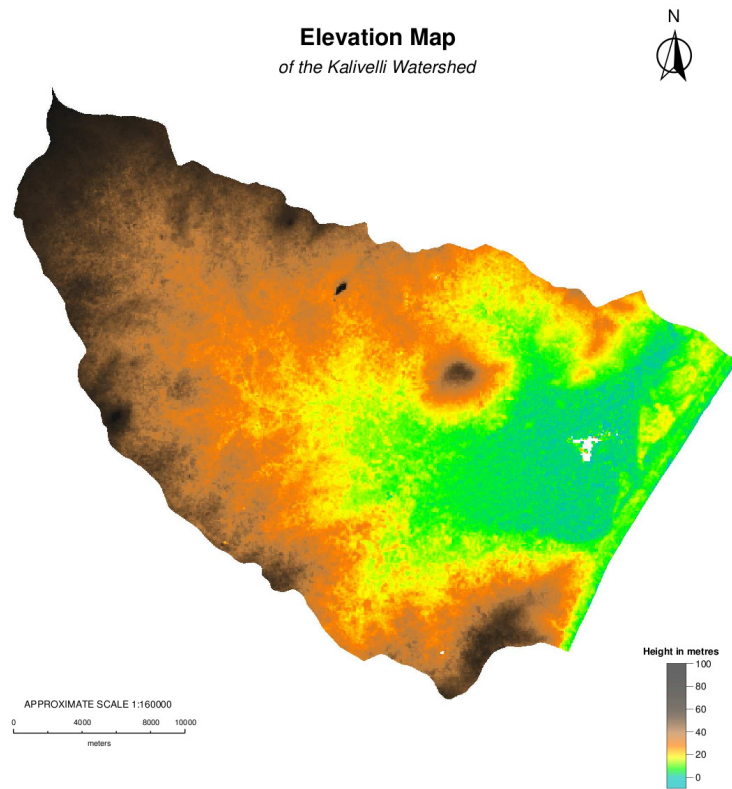 Elevation Map
of the Kalivelli Watershed
N
Height in metres
100
80
60
40
20
0
APPROXIMATE SCALE 1:160000
0 4000 8000 10000
meters